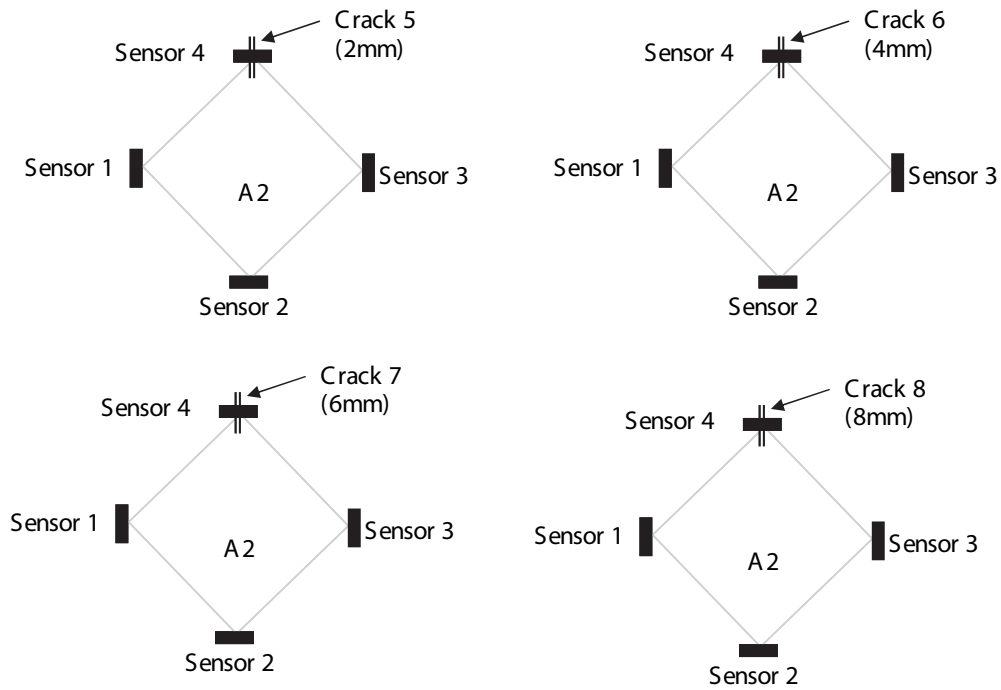 Crack 5
(2mm)
Sensor 4
Sensor 1
Sensor 3
A2
Sensor 2
Crack 6
(4mm)
Sensor 4
Sensor 1
Sensor 3
A2
Sensor 2
Crack 7
(6mm)
Sensor 4
Sensor 1
Sensor 3
A2
Sensor 2
Crack 8
(8mm)
Sensor 4
Sensor 1
Sensor 3
A2
Sensor 2